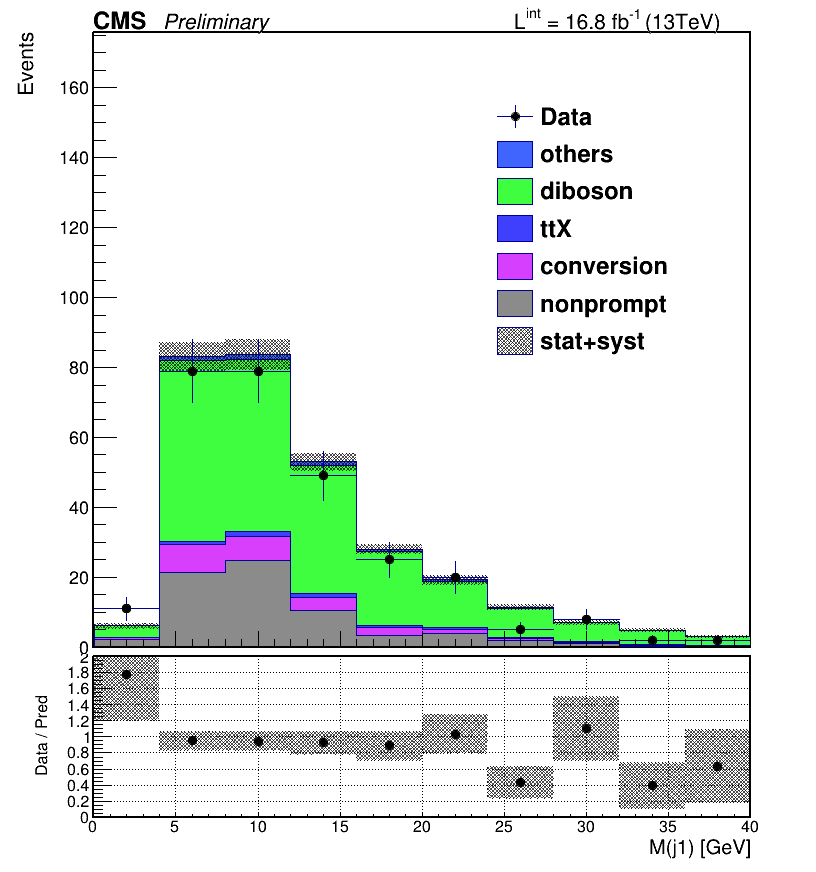 CMS Preliminary L^int = 16.8 fb^-1 (13TeV)
Events
160
140
120
100
80
60
40
20
0
Data
others
diboson
ttX
conversion
nonprompt
stat+syst
Data / Pred
2
1.8
1.6
1.4
1.2
1
0.8
0.6
0.4
0.2
0
0 5 10 15 20 25 30 35 40
M(j1) [GeV]